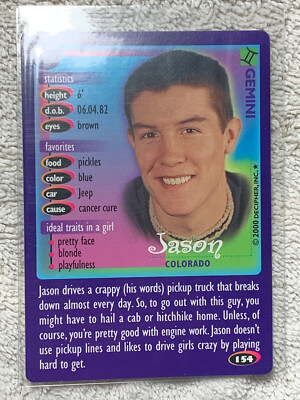 statistics
height 6'
d.o.b. 06.04.82
eyes brown
favorites
food pickles
color blue
car Jeep
cause cancer cure
ideal traits in a girl
pretty face
blonde
playfulness
GEMINI
© 2000 DECIPHER, INC.★
Jason
COLORADO
Jason drives a crappy (his words) pickup truck that breaks
down almost every day. So, to go out with this guy, you
might have to hail a cab or hitchhike home. Unless, of
course, you're pretty good with engine work. Jason doesn't
use pickup lines and likes to drive girls crazy by playing
hard to get.
154